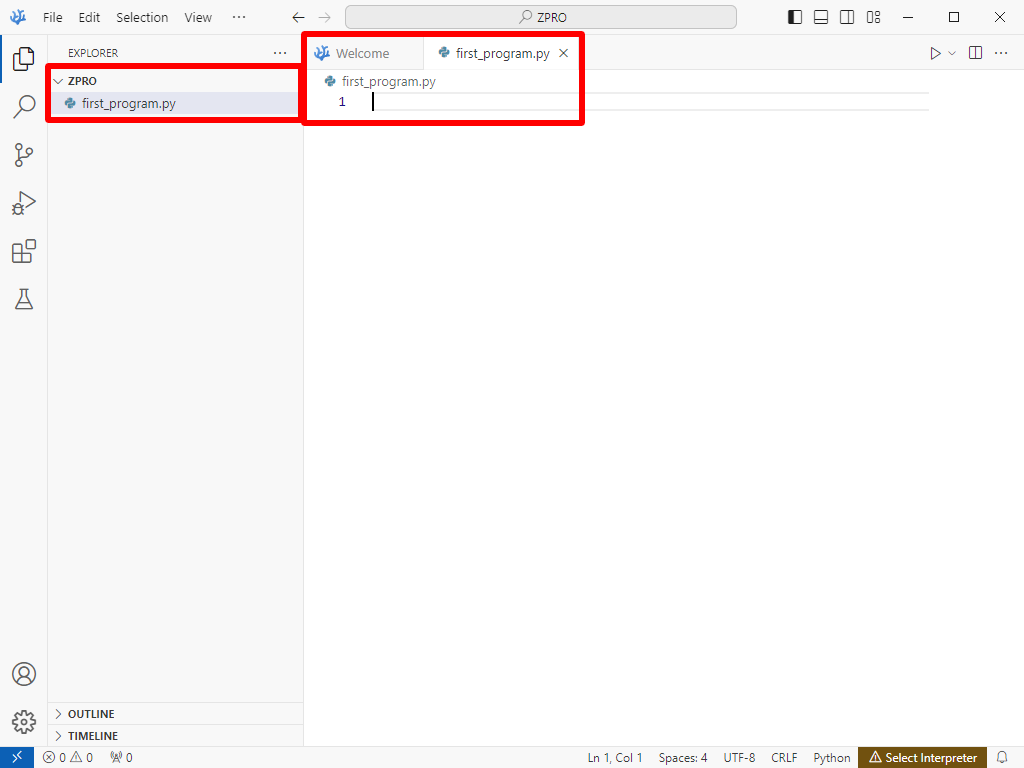 File Edit Selection View ··· ZPRO
EXPLORER ···
ZPRO
first_program.py
Welcome first_program.py
first_program.py
1
OUTLINE
TIMELINE
0 0 0 Ln 1, Col 1 Spaces: 4 UTF-8 CRLF Python Select Interpreter